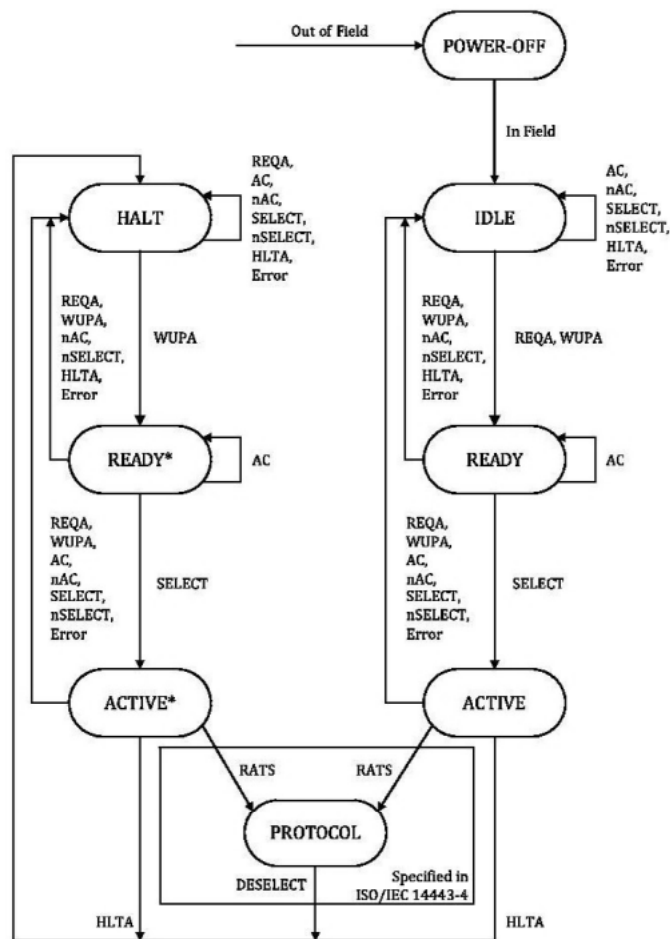 Out of Field
POWER-OFF
In Field
HALT
REQA,
AC,
nAC,
SELECT,
nSELECT,
HLTA,
Error
IDLE
AC,
nAC,
SELECT,
nSELECT,
HLTA,
Error
REQA,
WUPA,
nAC,
nSELECT,
HLTA,
Error
WUPA
REQA,
WUPA,
nAC,
nSELECT,
HLTA,
Error
REQA, WUPA
READY*
AC
READY
AC
REQA,
WUPA,
AC,
nAC,
SELECT,
nSELECT,
Error
SELECT
REQA,
WUPA,
AC,
nAC,
SELECT,
nSELECT,
Error
SELECT
ACTIVE*
ACTIVE
RATS
RATS
PROTOCOL
DESELECT
Specified in
ISO/IEC 14443-4
HLTA
HLTA